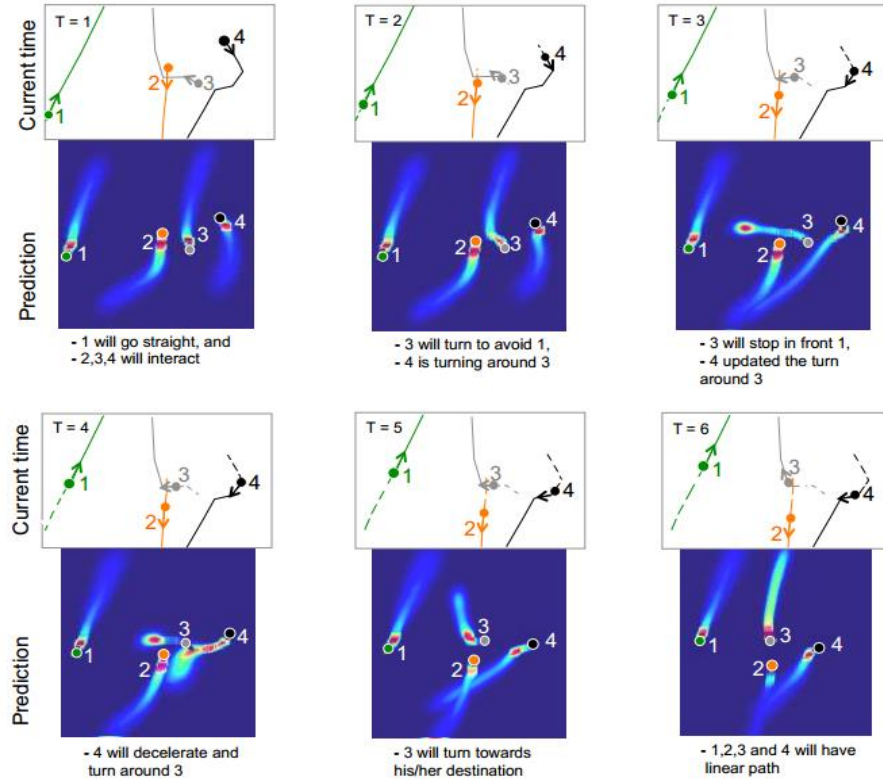 Current time
T = 1
1
2
3
4
T = 2
1
2
3
4
T = 3
1
2
3
4
Prediction
1
2
3
4
1
2
3
4
1
2
3
4
- 1 will go straight, and
- 2,3,4 will interact
- 3 will turn to avoid 1,
- 4 is turning around 3
- 3 will stop in front 1,
- 4 updated the turn
around 3
Current time
T = 4
1
2
3
4
T = 5
1
2
3
4
T = 6
1
2
3
4
Prediction
1
2
3
4
1
2
3
4
1
2
3
4
- 4 will decelerate and
turn around 3
- 3 will turn towards
his/her destination
- 1,2,3 and 4 will have
linear path